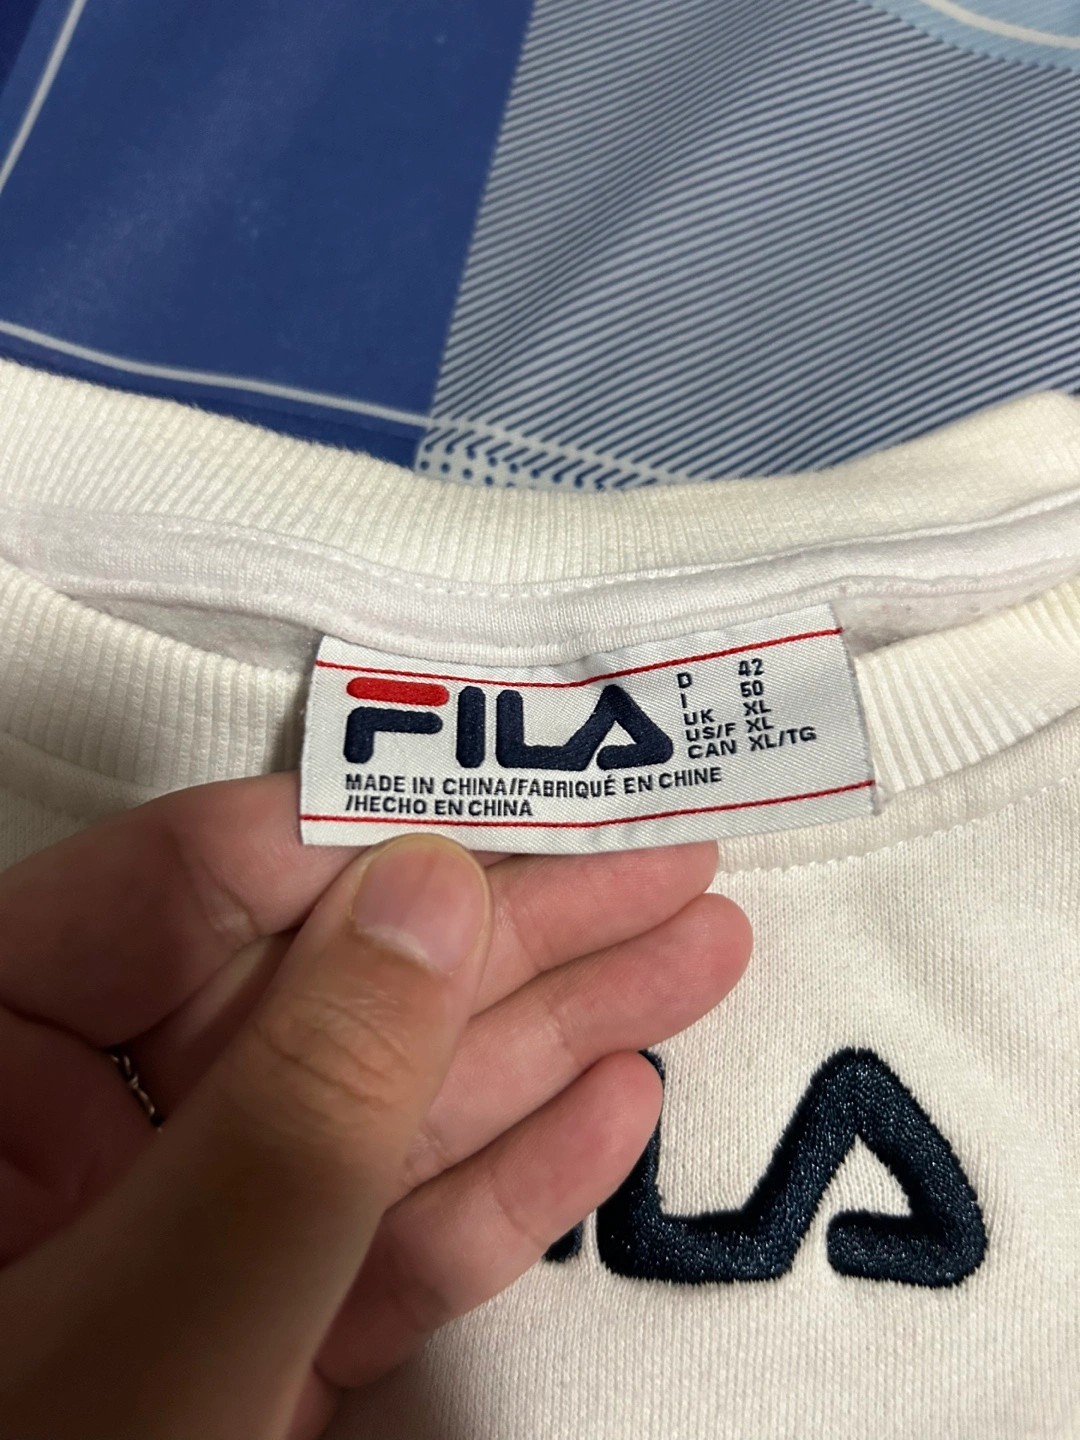 FILA
D 42
I 50
UK XL
US/F XL
CAN XL/TG
MADE IN CHINA/FABRIQUÉ EN CHINE
/HECHO EN CHINA
ILA